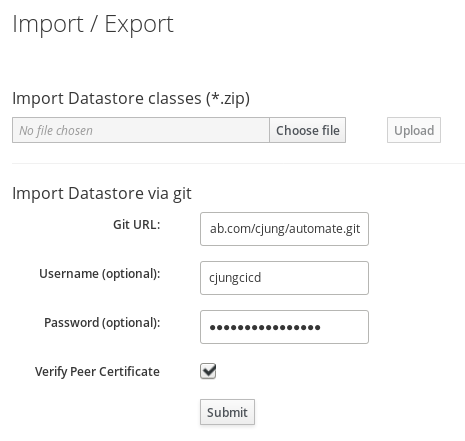 Import / Export
Import Datastore classes (*.zip)
No file chosen Choose file Upload
Import Datastore via git
Git URL: ab.com/cjung/automate.git
Username (optional): cjungcicd
Password (optional): ••••••••••••••••
Verify Peer Certificate
Submit